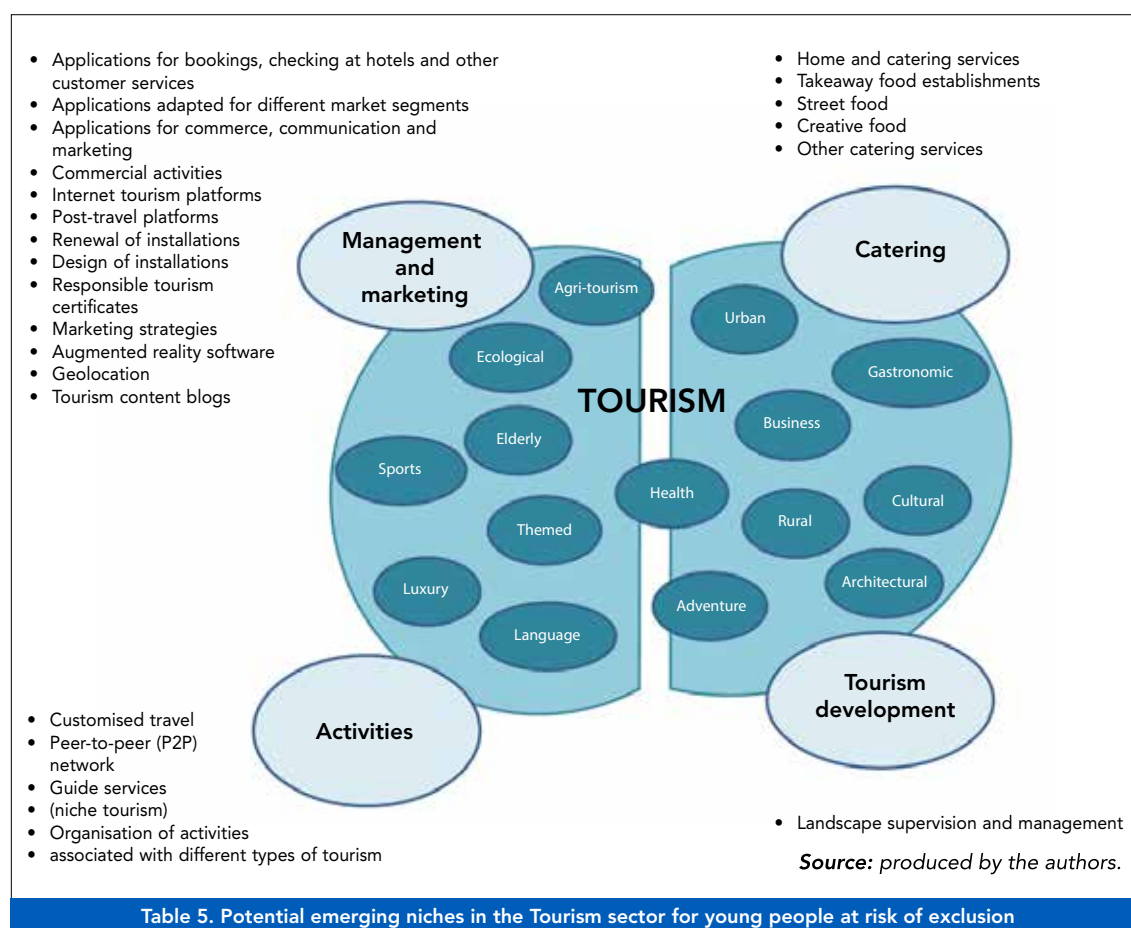 • Applications for bookings, checking at hotels and other
customer services
• Applications adapted for different market segments
• Applications for commerce, communication and
marketing
• Commercial activities
• Internet tourism platforms
• Post-travel platforms
• Renewal of installations
• Design of installations
• Responsible tourism
certificates
• Marketing strategies
• Augmented reality software
• Geolocation
• Tourism content blogs
• Home and catering services
• Takeaway food establishments
• Street food
• Creative food
• Other catering services
Management
and
marketing
Catering
Agri-tourism
Urban
Ecological
Gastronomic
TOURISM
Business
Elderly
Sports
Health
Cultural
Rural
Themed
Architectural
Luxury
Adventure
Language
Tourism
development
Activities
• Customised travel
• Peer-to-peer (P2P)
network
• Guide services
• (niche tourism)
• Organisation of activities
• associated with different types of tourism
• Landscape supervision and management
Source: produced by the authors.
Table 5. Potential emerging niches in the Tourism sector for young people at risk of exclusion